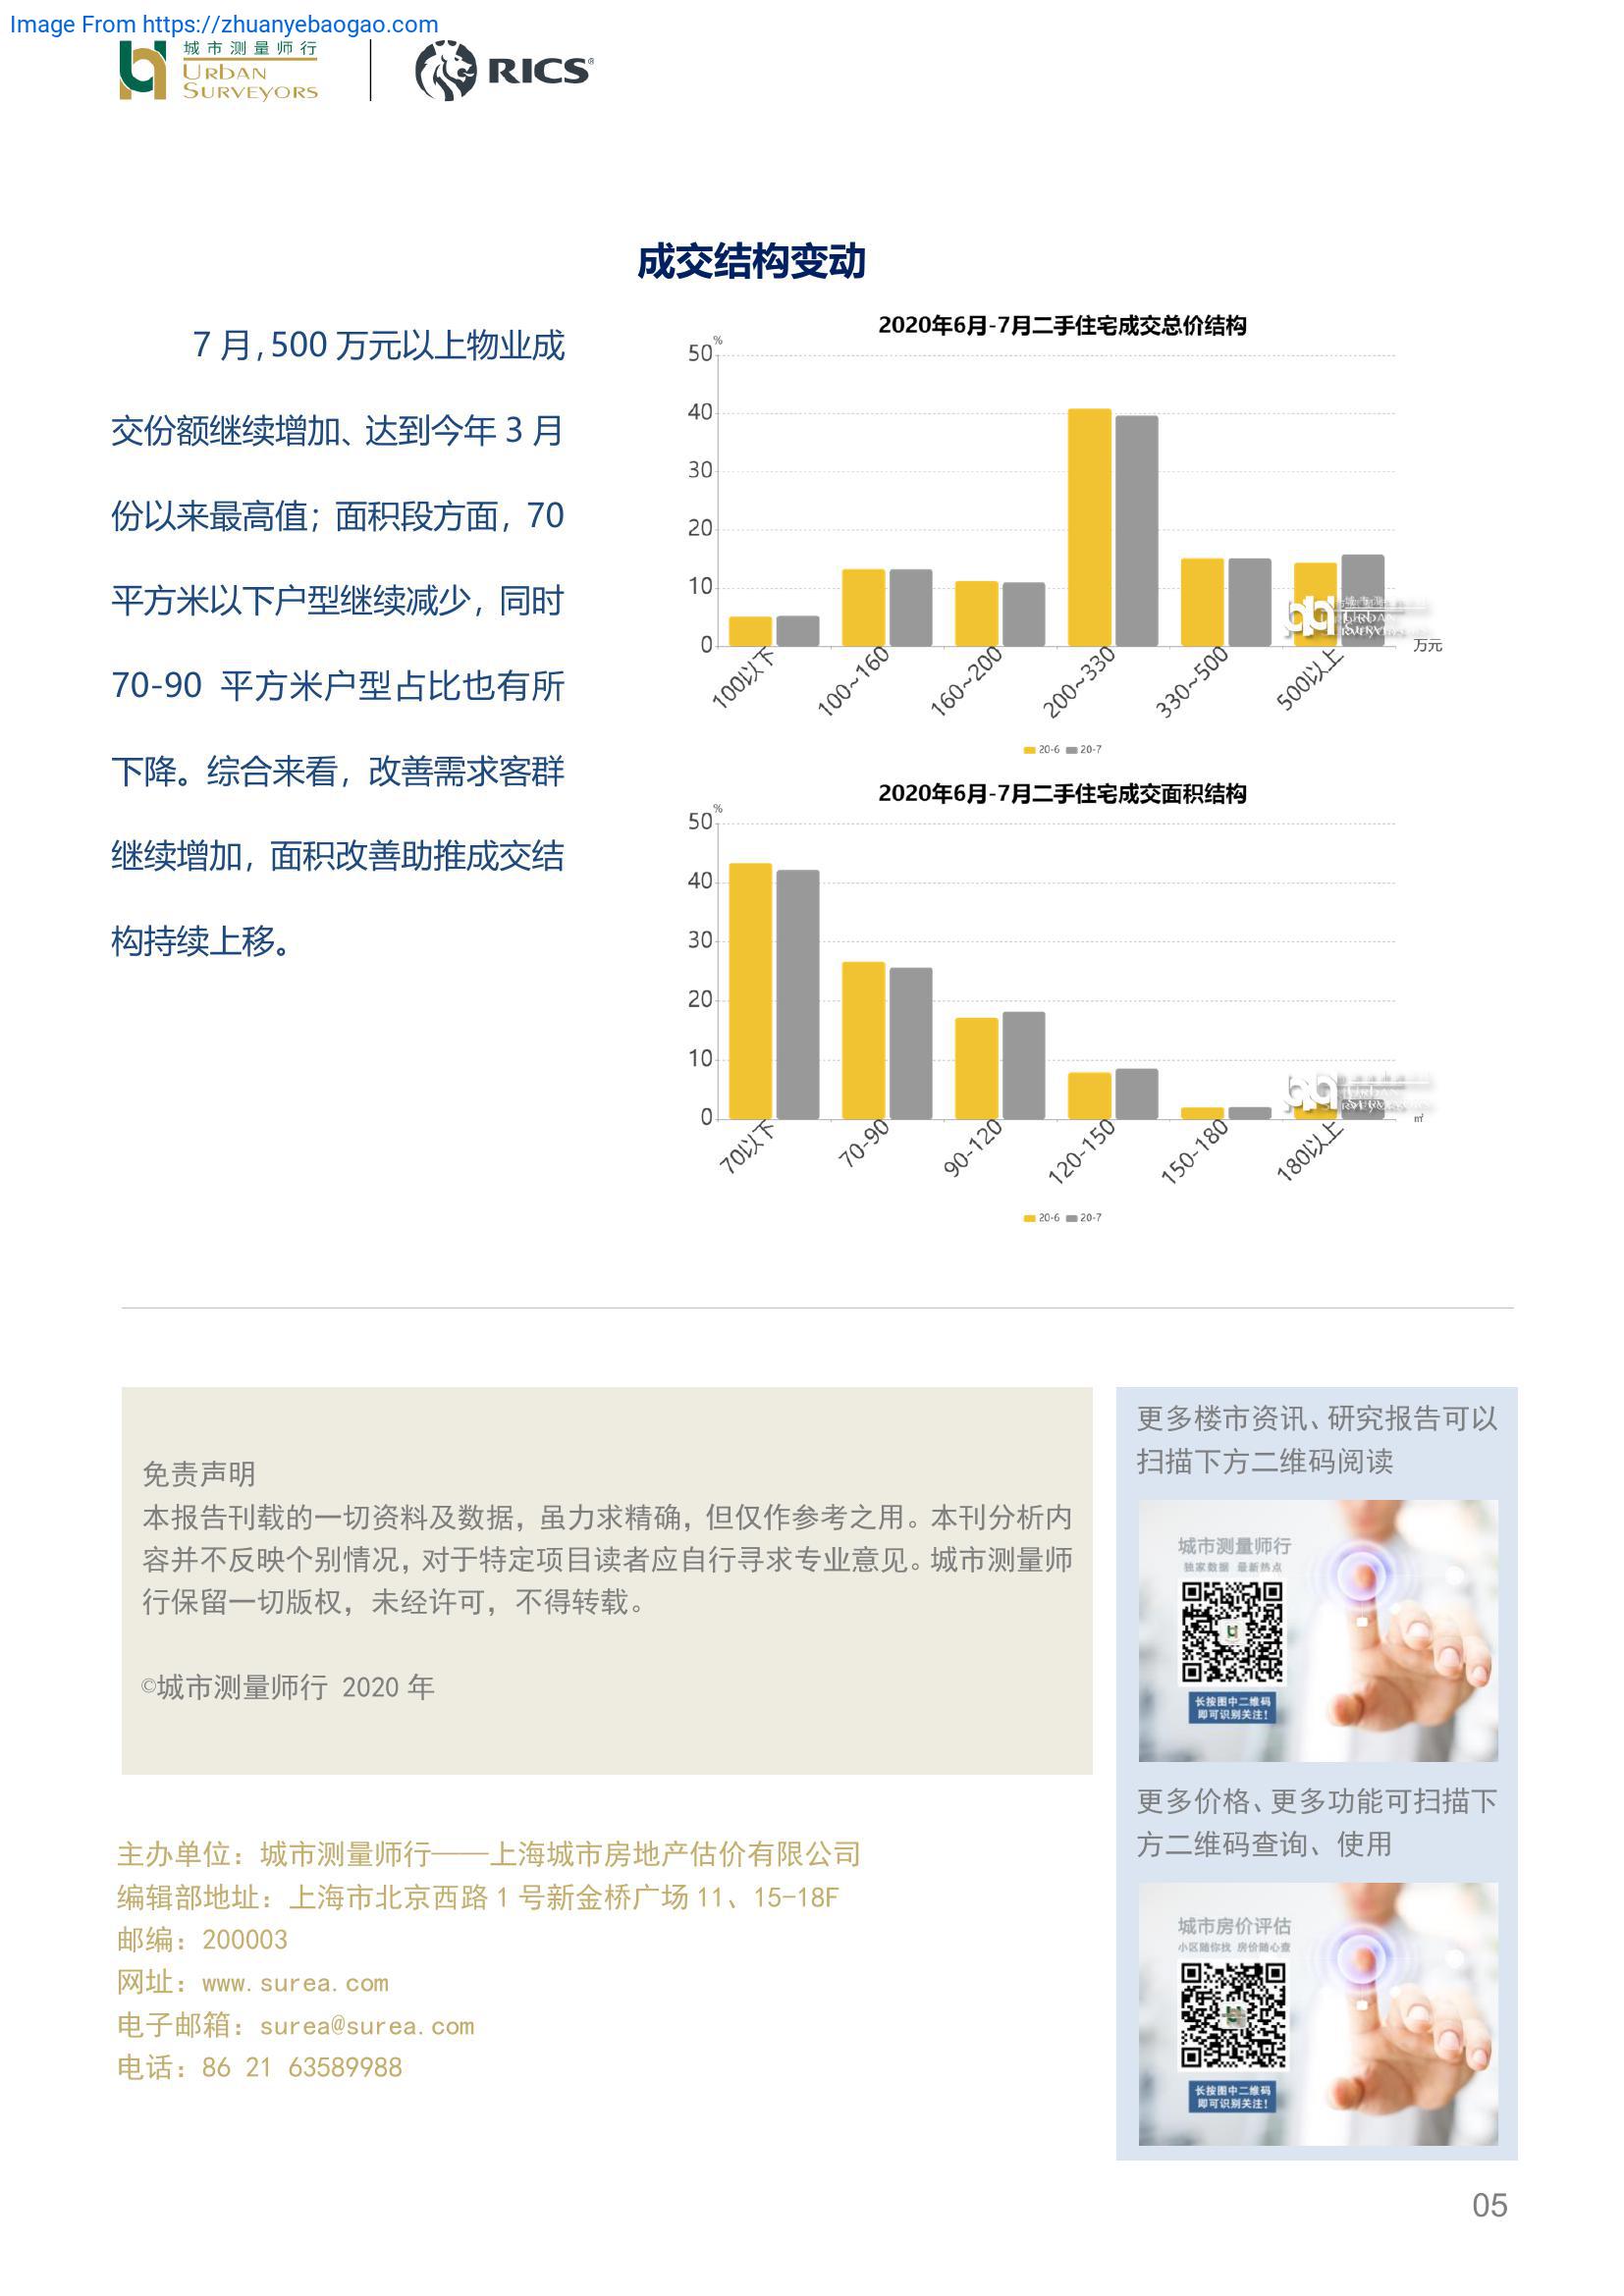 Image From https://zhuanyebaogao.com
城市测量师行
URBAN
SURVEYORS
RICS®
成交结构变动
7 月，500 万元以上物业成
交份额继续增加、达到今年 3 月
份以来最高值；面积段方面，70
平方米以下户型继续减少，同时
70-90 平方米户型占比也有所
下降。综合来看，改善需求客群
继续增加，面积改善助推成交结
构持续上移。
2020年6月-7月二手住宅成交总价结构
%
50
40
30
20
10
0
100以下
100~160
160~200
200~330
330~500
500以上
万元
20-6 20-7
2020年6月-7月二手住宅成交面积结构
%
50
40
30
20
10
0
70以下
70-90
90-120
120-150
150-180
180以上
㎡
20-6 20-7
免责声明
本报告刊载的一切资料及数据，虽力求精确，但仅作参考之用。本刊分析内
容并不反映个别情况，对于特定项目读者应自行寻求专业意见。城市测量师
行保留一切版权，未经许可，不得转载。
©城市测量师行 2020 年
更多楼市资讯、研究报告可以
扫描下方二维码阅读
城市测量师行
独家数据 最新热点
长按图中二维码
即可识别关注！
更多价格、更多功能可扫描下
方二维码查询、使用
城市房价评估
小区随你找 房价随心查
长按图中二维码
即可识别关注！
主办单位：城市测量师行——上海城市房地产估价有限公司
编辑部地址：上海市北京西路 1 号新金桥广场 11、15-18F
邮编：200003
网址：www.surea.com
电子邮箱：surea@surea.com
电话：86 21 63589988
05